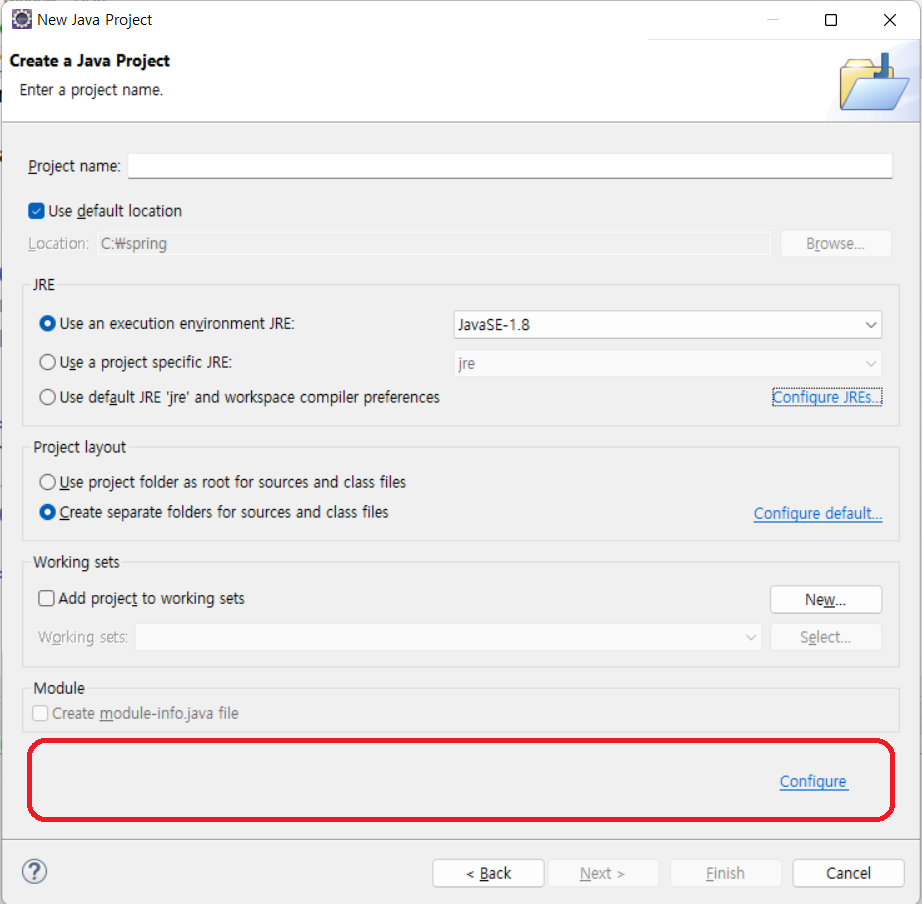 New Java Project
Create a Java Project
Enter a project name.
Project name:
Use default location
Location: C:₩spring Browse...
JRE
Use an execution environment JRE: JavaSE-1.8
Use a project specific JRE: jre
Use default JRE 'jre' and workspace compiler preferences Configure JREs...
Project layout
Use project folder as root for sources and class files
Create separate folders for sources and class files Configure default...
Working sets
Add project to working sets New...
Working sets: Select...
Module
Create module-info.java file
Configure
? < Back Next > Finish Cancel